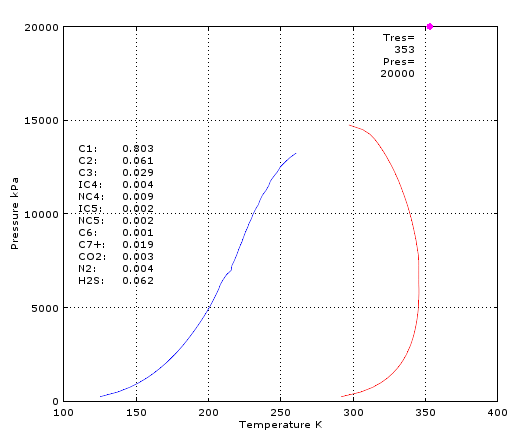 20000
Tres=
353
Pres=
20000
15000
C1: 0.803
C2: 0.061
C3: 0.029
IC4: 0.004
NC4: 0.009
IC5: 0.002
NC5: 0.002
C6: 0.001
C7+: 0.019
CO2: 0.003
N2: 0.004
H2S: 0.062
Pressure kPa
10000
5000
0
100 150 200 250 300 350 400
Temperature K